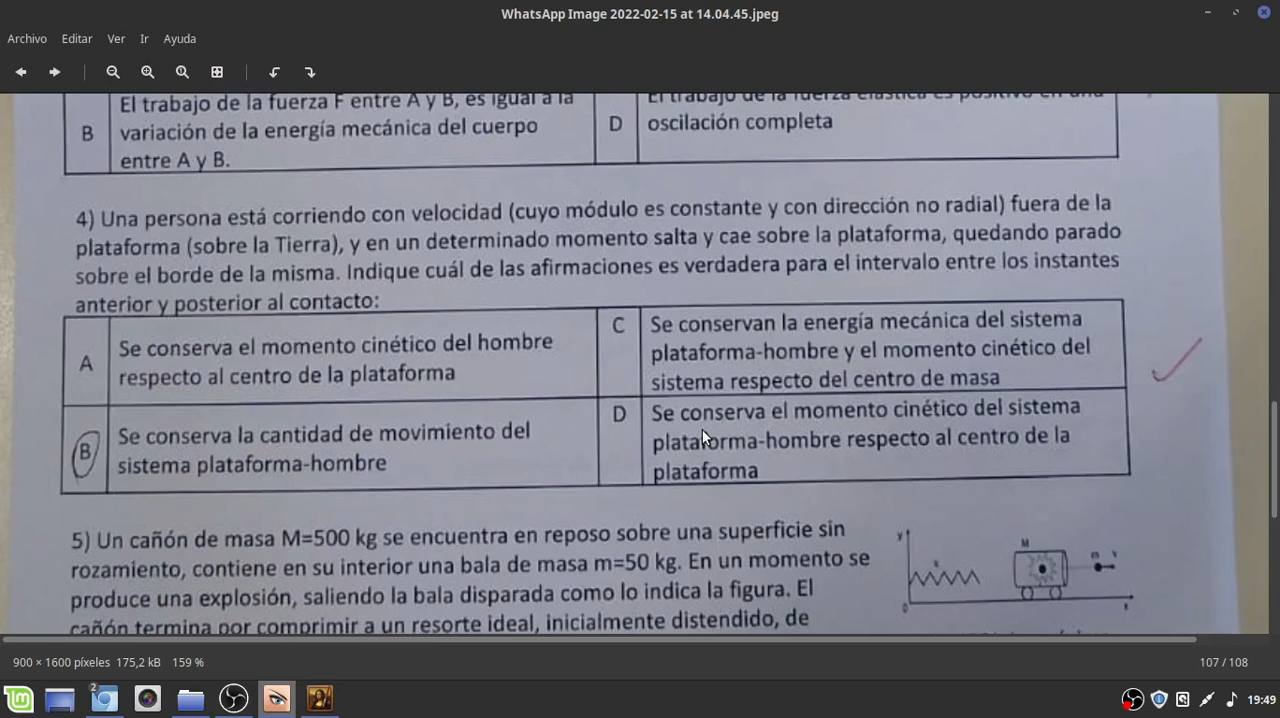 WhatsApp Image 2022-02-15 at 14.04.45.jpeg
Archivo Editar Ver Ir Ayuda
B
El trabajo de la fuerza F entre A y B, es igual a la
variación de la energía mecánica del cuerpo
entre A y B.
D
El trabajo de la fuerza elástica es positivo en una
oscilación completa
4) Una persona está corriendo con velocidad (cuyo módulo es constante y con dirección no radial) fuera de la
plataforma (sobre la Tierra), y en un determinado momento salta y cae sobre la plataforma, quedando parado
sobre el borde de la misma. Indique cuál de las afirmaciones es verdadera para el intervalo entre los instantes
anterior y posterior al contacto:
A
Se conserva el momento cinético del hombre
respecto al centro de la plataforma
C
Se conservan la energía mecánica del sistema
plataforma-hombre y el momento cinético del
sistema respecto del centro de masa
B
Se conserva la cantidad de movimiento del
sistema plataforma-hombre
D
Se conserva el momento cinético del sistema
plataforma-hombre respecto al centro de la
plataforma
5) Un cañón de masa M=500 kg se encuentra en reposo sobre una superficie sin
rozamiento, contiene en su interior una bala de masa m=50 kg. En un momento se
produce una explosión, saliendo la bala disparada como lo indica la figura. El
cañón termina por comprimir a un resorte ideal, inicialmente distendido, de
y
M
900 × 1600 píxeles 175,2 kB 159 %
107 / 108
2
19:49